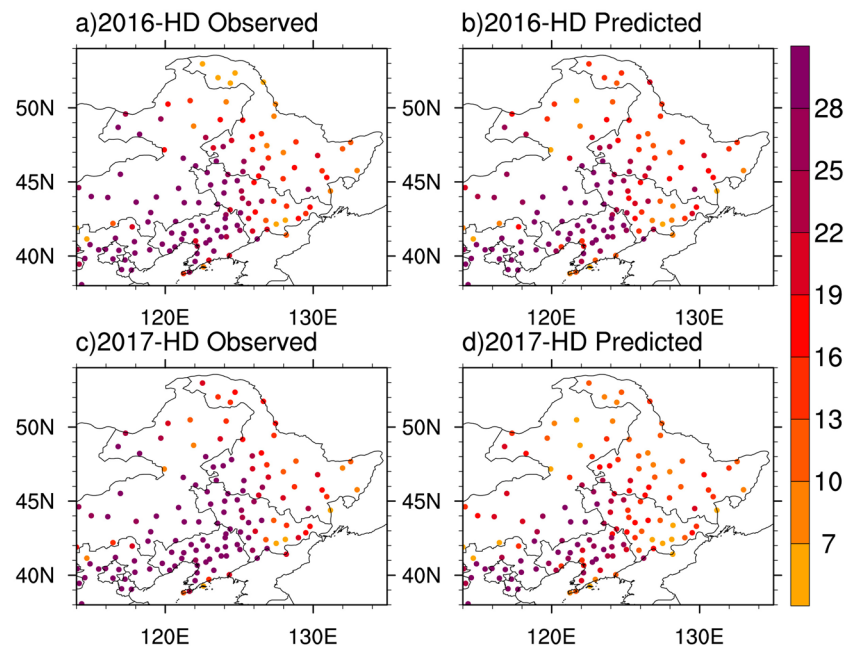 a)2016-HD Observed
b)2016-HD Predicted
50N
45N
40N
120E
130E
50N
45N
40N
120E
130E
c)2017-HD Observed
d)2017-HD Predicted
50N
45N
40N
120E
130E
50N
45N
40N
120E
130E
28
25
22
19
16
13
10
7